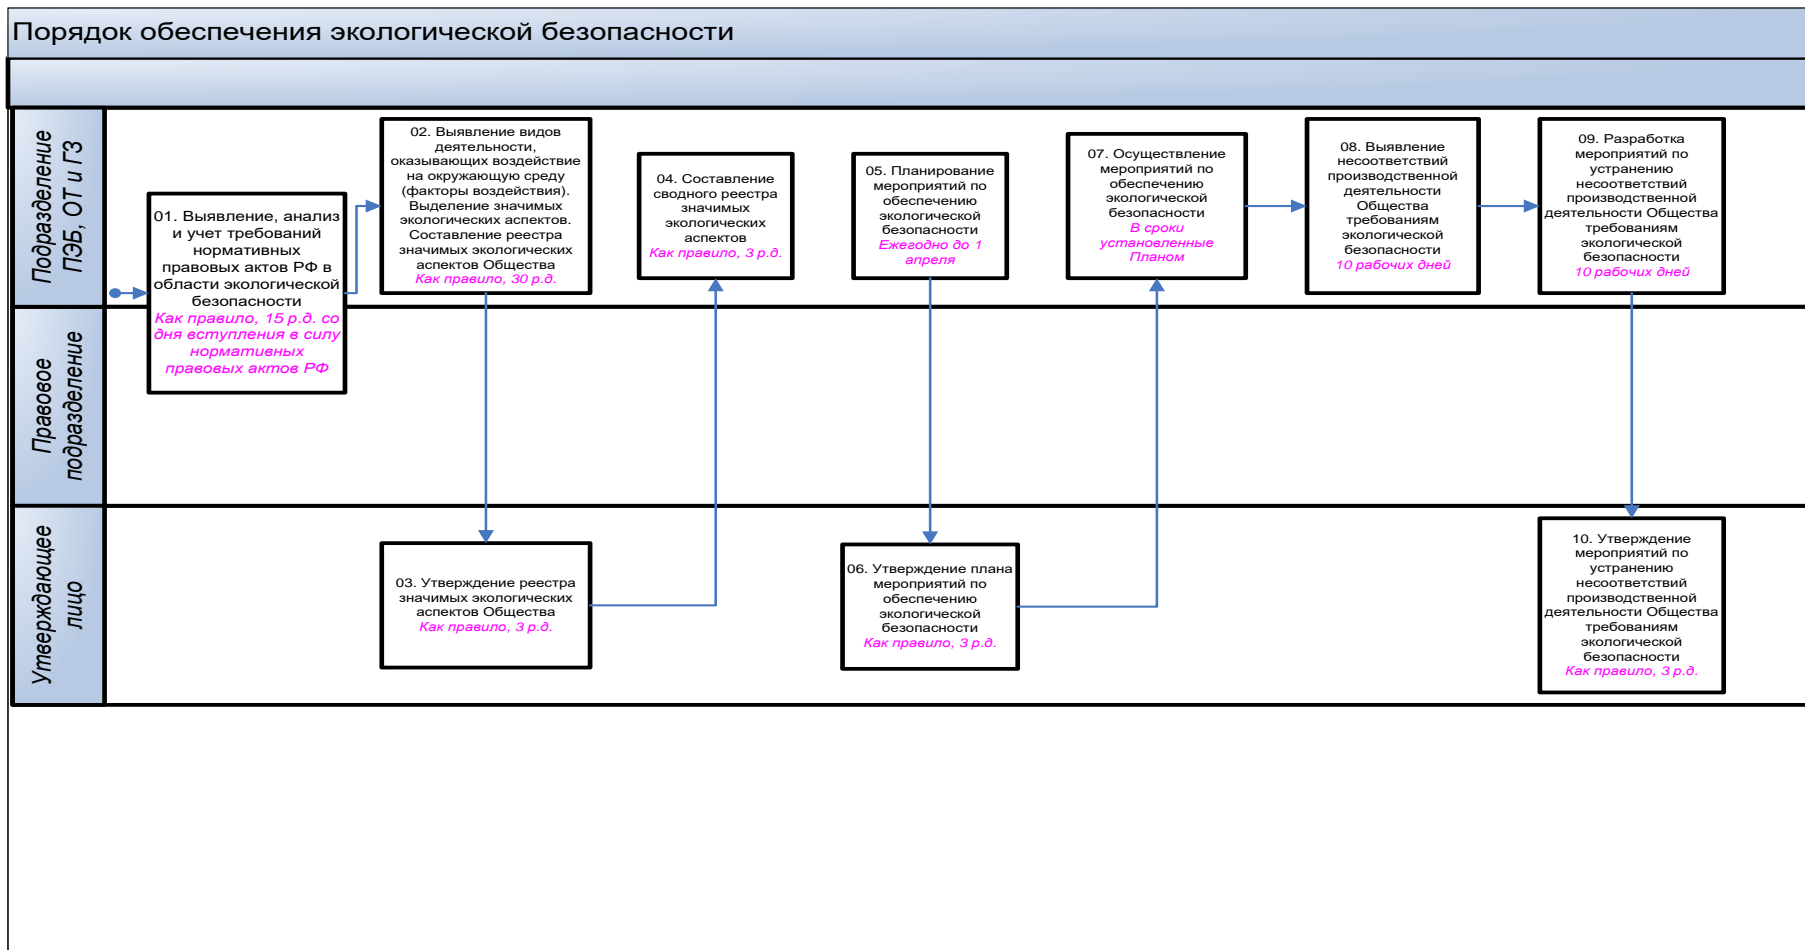 Порядок обеспечения экологической безопасности
Подразделение
ПЭБ, ОТ и ГЗ
01. Выявление, анализ
и учет требований
нормативных
правовых актов РФ в
области экологической
безопасности
Как правило, 15 р.д. со
дня вступления в силу
нормативных
правовых актов РФ
02. Выявление видов
деятельности,
оказывающих воздействие
на окружающую среду
(факторы воздействия).
Выделение значимых
экологических аспектов.
Составление реестра
значимых экологических
аспектов Общества
Как правило, 30 р.д.
04. Составление
сводного реестра
значимых
экологических
аспектов
Как правило, 3 р.д.
05. Планирование
мероприятий по
обеспечению
экологической
безопасности
Ежегодно до 1
апреля
07. Осуществление
мероприятий по
обеспечению
экологической
безопасности
В сроки
установленные
Планом
08. Выявление
несоответствий
производственной
деятельности
Общества
требованиям
экологической
безопасности
10 рабочих дней
09. Разработка
мероприятий по
устранению
несоответствий
производственной
деятельности Общества
требованиям
экологической
безопасности
10 рабочих дней
Правовое
подразделение
Утверждающее
лицо
03. Утверждение реестра
значимых экологических
аспектов Общества
Как правило, 3 р.д.
06. Утверждение плана
мероприятий по
обеспечению
экологической
безопасности
Как правило, 3 р.д.
10. Утверждение
мероприятий по
устранению
несоответствий
производственной
деятельности Общества
требованиям
экологической
безопасности
Как правило, 3 р.д.